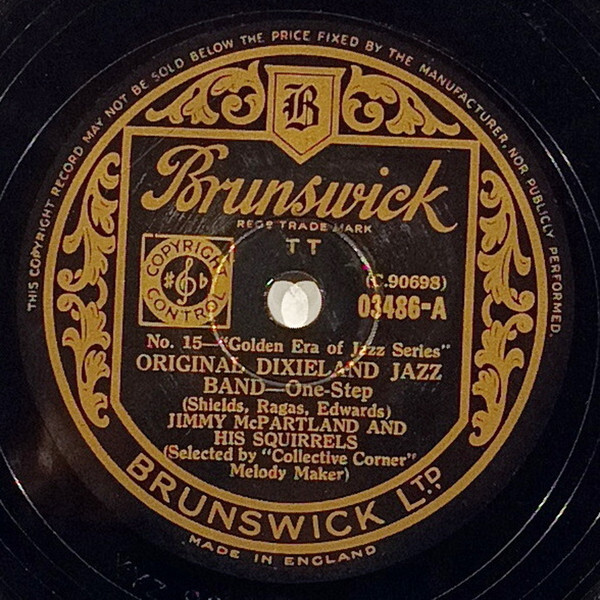 THIS COPYRIGHT RECORD MAY NOT BE SOLD BELOW THE PRICE FIXED BY THE MANUFACTURER, NOR PUBLICLY PERFORMED.
B
Brunswick
REGD TRADE MARK
TT
COPYRIGHT
CONTROL
(C.90698)
03486-A
No. 15—"Golden Era of Jazz Series"
ORIGINAL DIXIELAND JAZZ
BAND—One-Step
(Shields, Ragas, Edwards)
JIMMY McPARTLAND AND
HIS SQUIRRELS
(Selected by "Collective Corner"
Melody Maker)
BRUNSWICK LTD.
MADE IN ENGLAND